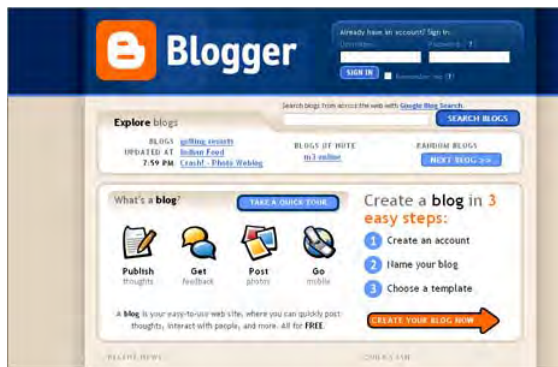 Blogger
Already have an account? Sign in:
Username: Password: (?)
SIGN IN Remember me (?)
Search blogs from across the web with Google Blog Search.
Explore blogs
SEARCH BLOGS
BLOGS UPDATED AT 7:59 PM
golfing resorts
Indian Food
Crash! - Photo Weblog
BLOGS OF NOTE
m3 online
RANDOM BLOGS
NEXT BLOG >>
What's a blog?
TAKE A QUICK TOUR
Publish thoughts
Get feedback
Post photos
Go mobile
A blog is your easy-to-use web site, where you can quickly post
thoughts, interact with people, and more. All for FREE.
Create a blog in 3
easy steps:
1 Create an account
2 Name your blog
3 Choose a template
CREATE YOUR BLOG NOW
RECENT NEWS